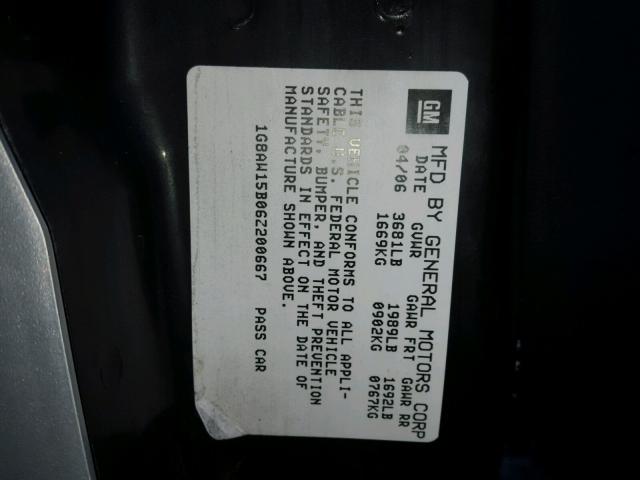 GM MFD BY GENERAL MOTORS CORP
DATE GVWR GAWR FRT GAWR RR
04/06 3681LB 1989LB 1692LB
1669KG 0902KG 0767KG
THIS VEHICLE CONFORMS TO ALL APPLI-
CABLE U.S. FEDERAL MOTOR VEHICLE
SAFETY, BUMPER, AND THEFT PREVENTION
STANDARDS IN EFFECT ON THE DATE OF
MANUFACTURE SHOWN ABOVE.
1G8AW15B06Z200667 PASS CAR